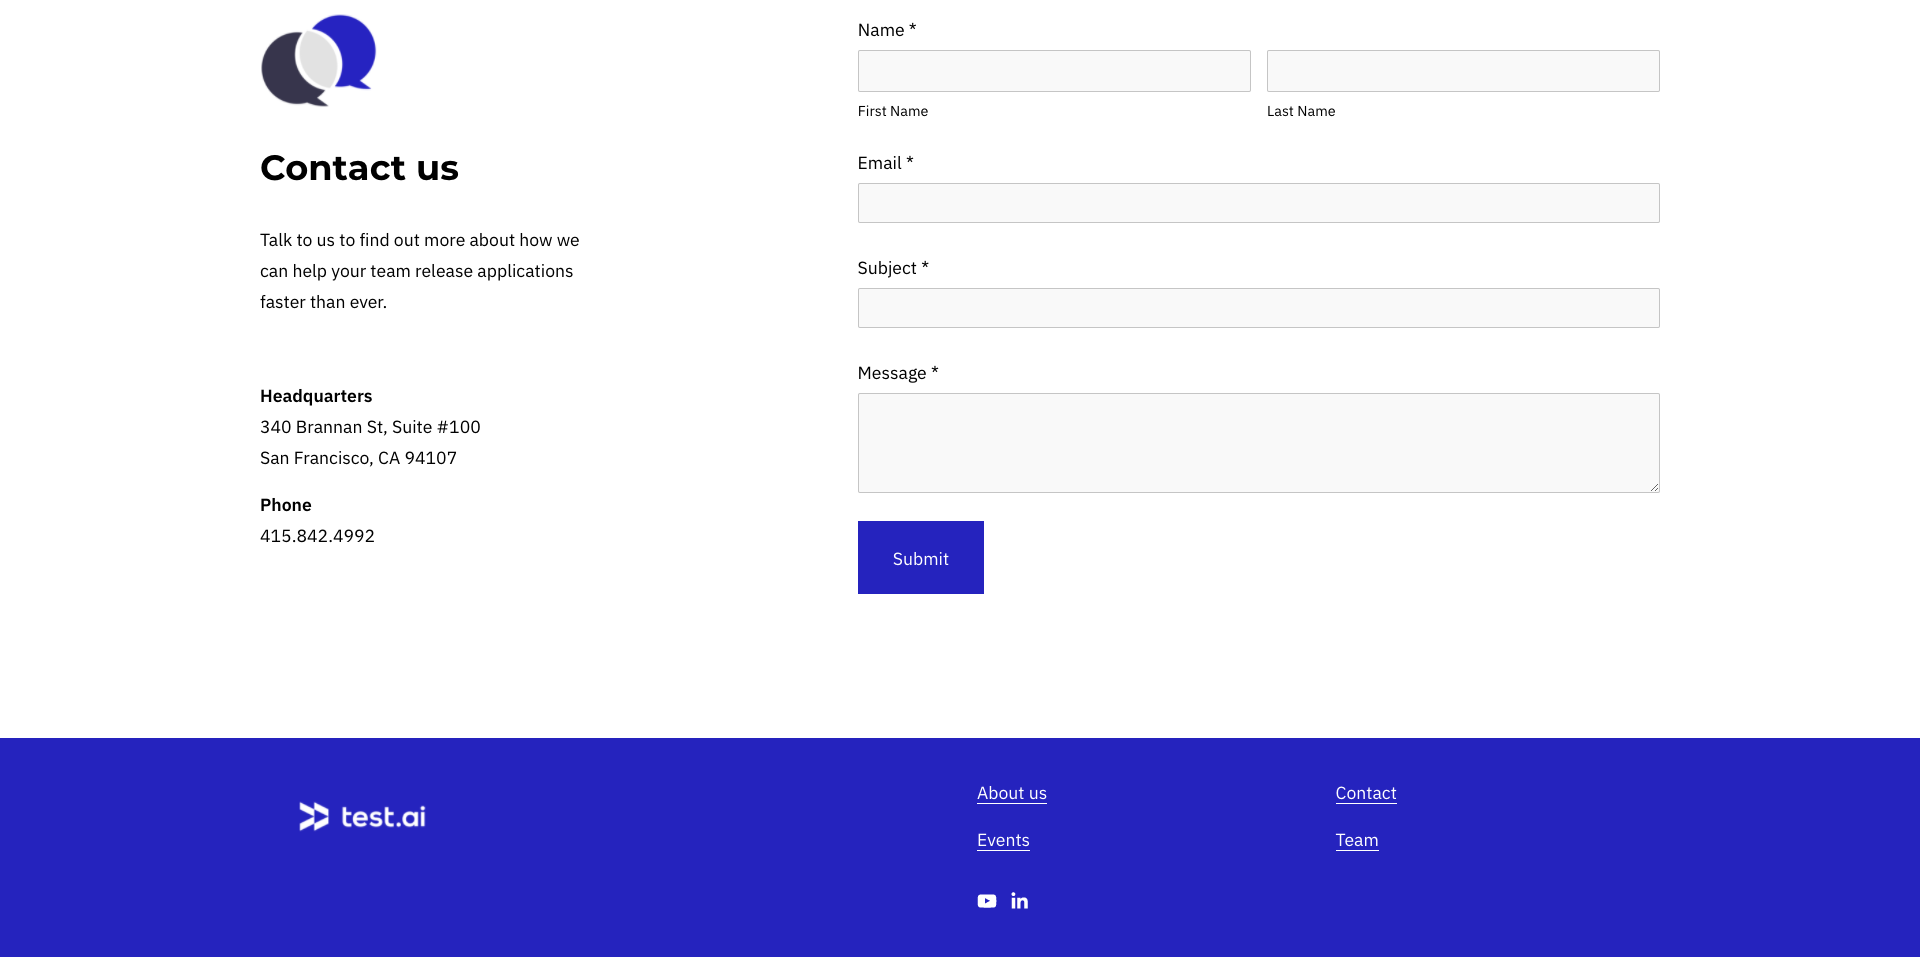 Contact us
Talk to us to find out more about how we
can help your team release applications
faster than ever.
Headquarters
340 Brannan St, Suite #100
San Francisco, CA 94107
Phone
415.842.4992
Name *
First Name
Last Name
Email *
Subject *
Message *
Submit
test.ai
About us
Events
in
Contact
Team